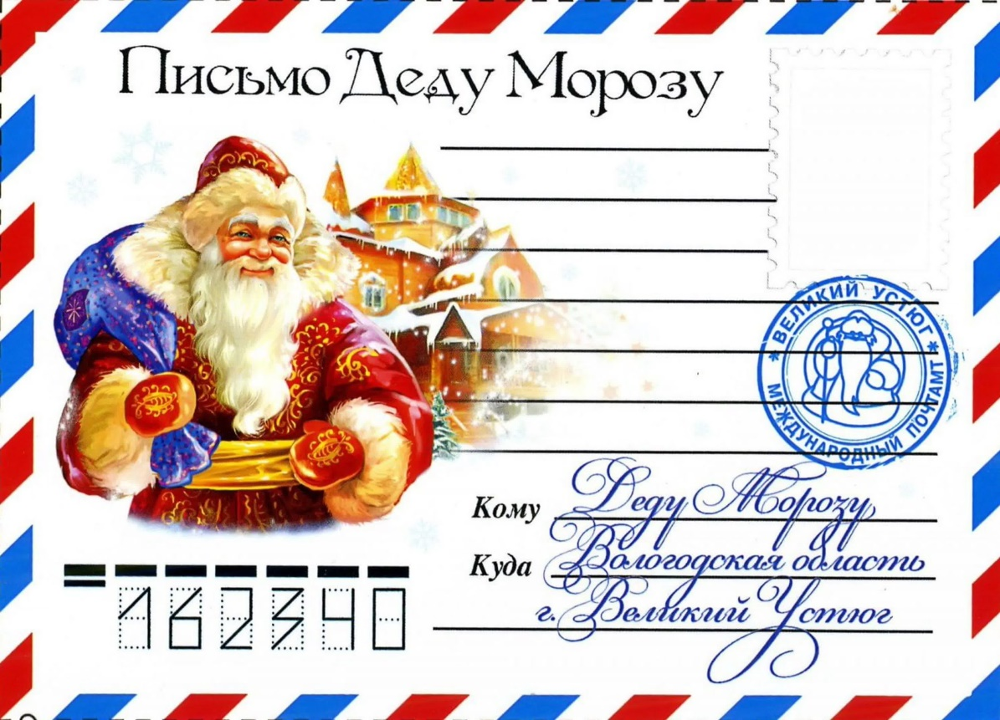 Письмо Деду Морозу
* ВЕЛИКИЙ УСТЮГ *
МЕЖДУНАРОДНЫЙ ПОЧТАМТ
Кому Деду Морозу,
Куда Вологодская область
г. Великий Устюг
162340